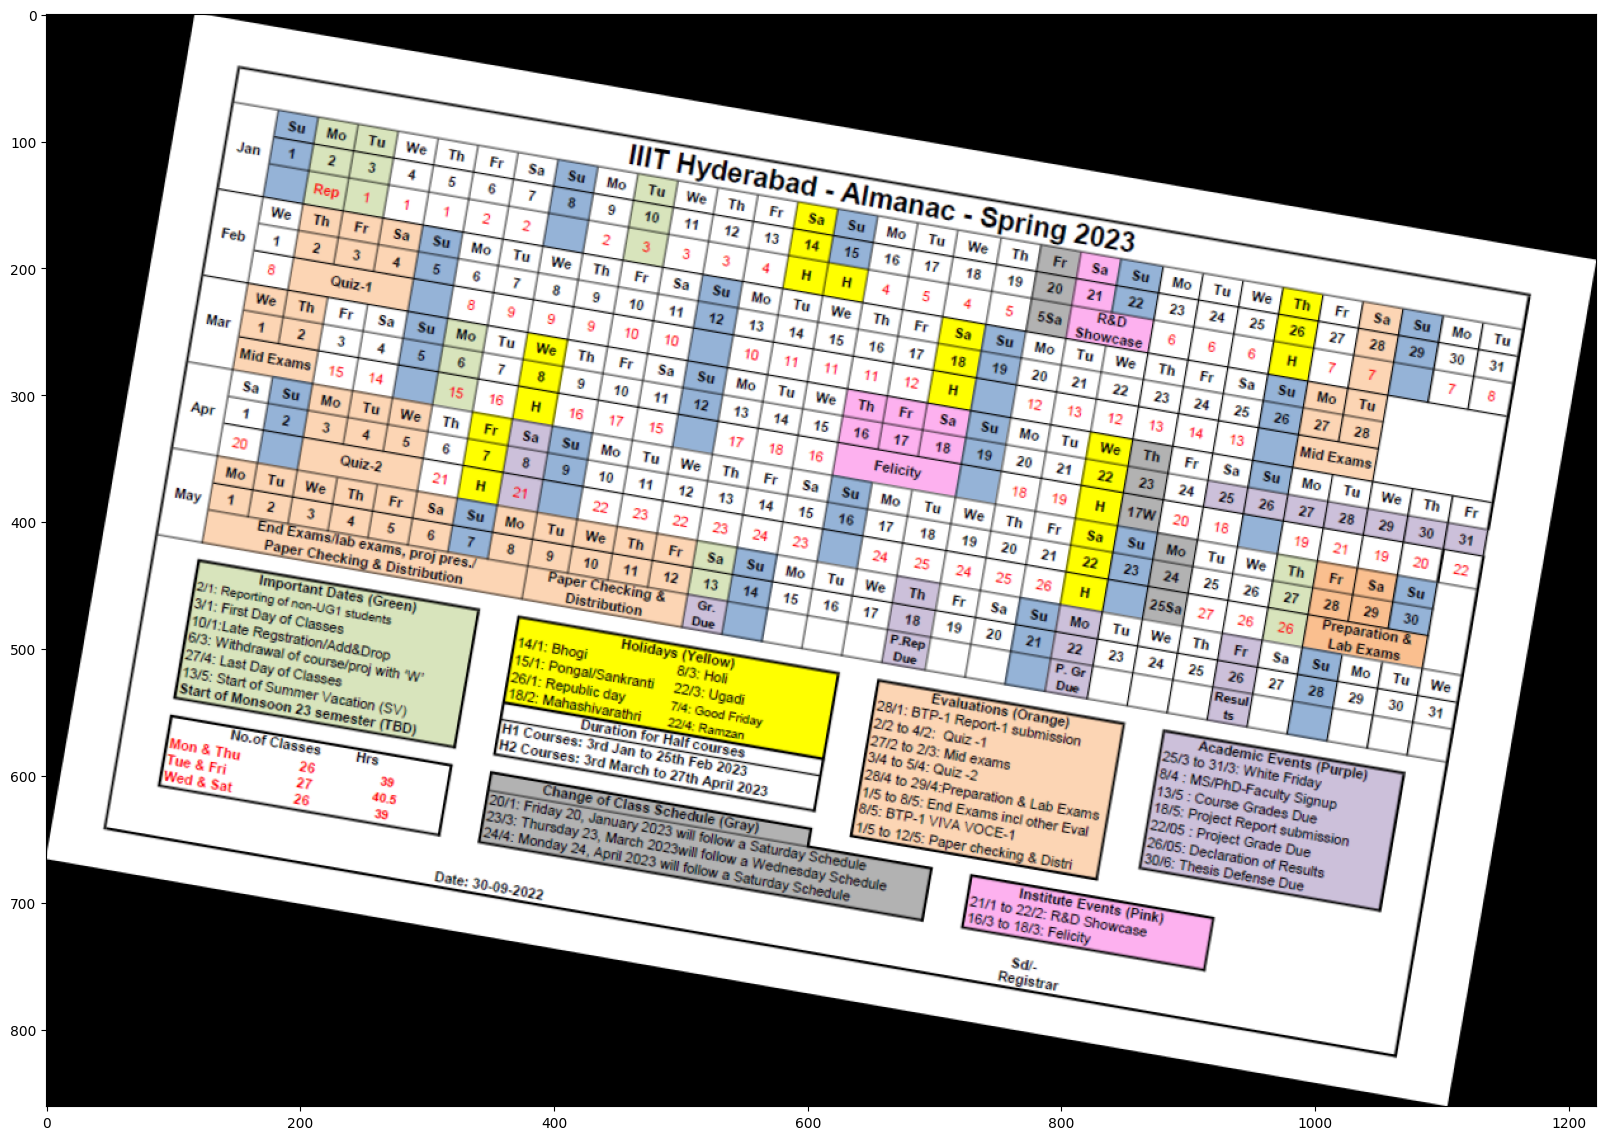 IIIT Hyderabad - Almanac - Spring 2023
Jan
Su Mo Tu We Th Fr Sa Su Mo Tu We Th Fr Sa Su Mo Tu We Th Fr Sa Su Mo Tu We Th Fr Sa Su Mo Tu
1 2 3 4 5 6 7 8 9 10 11 12 13 14 15 16 17 18 19 20 21 22 23 24 25 26 27 28 29 30 31
Rep 1 1 1 2 2 2 3 3 3 4 H H 4 5 4 5 5Sa R&D 6 6 6 H 7 7 7 8
Showcase
Feb
We Th Fr Sa Su Mo Tu We Th Fr Sa Su Mo Tu We Th Fr Sa Su Mo Tu We Th Fr Sa Su Mo Tu
1 2 3 4 5 6 7 8 9 10 11 12 13 14 15 16 17 18 19 20 21 22 23 24 25 26 27 28
8 Quiz-1 8 9 9 9 10 10 10 11 11 11 12 H 12 13 12 13 14 13 Mid Exams
Mar
We Th Fr Sa Su Mo Tu We Th Fr Sa Su Mo Tu We Th Fr Sa Su Mo Tu We Th Fr Sa Su Mo Tu We Th Fr
1 2 3 4 5 6 7 8 9 10 11 12 13 14 15 16 17 18 19 20 21 22 23 24 25 26 27 28 29 30 31
Mid Exams 15 14 15 16 H 16 17 15 17 18 16 Felicity 18 19 H 17W 20 18 19 21 19 20 22
Apr
Sa Su Mo Tu We Th Fr Sa Su Mo Tu We Th Fr Sa Su Mo Tu We Th Fr Sa Su Mo Tu We Th Fr Sa Su
1 2 3 4 5 6 7 8 9 10 11 12 13 14 15 16 17 18 19 20 21 22 23 24 25 26 27 28 29 30
20 Quiz-2 21 H 21 22 23 22 23 24 23 24 25 24 25 26 H 25Sa 27 26 26 Preparation &
Lab Exams
May
Mo Tu We Th Fr Sa Su Mo Tu We Th Fr Sa Su Mo Tu We Th Fr Sa Su Mo Tu We Th Fr Sa Su Mo Tu We
1 2 3 4 5 6 7 8 9 10 11 12 13 14 15 16 17 18 19 20 21 22 23 24 25 26 27 28 29 30 31
End Exams/lab exams, proj pres./
Paper Checking & Distribution
Paper Checking &
Distribution
Gr.
Due
P.Rep
Due
P. Gr
Due
Resul
ts
Important Dates (Green)
2/1: Reporting of non-UG1 students
3/1: First Day of Classes
10/1:Late Regstration/Add&Drop
6/3: Withdrawal of course/proj with "W"
27/4: Last Day of Classes
13/5: Start of Summer Vacation (SV)
Start of Monsoon 23 semester (TBD)
No.of Classes Hrs
Mon & Thu 26 39
Tue & Fri 27 40.5
Wed & Sat 26 39
Holidays (Yellow)
14/1: Bhogi 8/3: Holi
15/1: Pongal/Sankranti 22/3: Ugadi
26/1: Republic day 7/4: Good Friday
18/2: Mahashivarathri 22/4: Ramzan
Duration for Half courses
H1 Courses: 3rd Jan to 25th Feb 2023
H2 Courses: 3rd March to 27th April 2023
Change of Class Schedule (Gray)
20/1: Friday 20, January 2023 will follow a Saturday Schedule
23/3: Thursday 23, March 2023will follow a Wednesday Schedule
24/4: Monday 24, April 2023 will follow a Saturday Schedule
Evaluations (Orange)
28/1: BTP-1 Report-1 submission
2/2 to 4/2: Quiz -1
27/2 to 2/3: Mid exams
3/4 to 5/4: Quiz -2
28/4 to 29/4:Preparation & Lab Exams
1/5 to 8/5: End Exams incl other Eval
8/5: BTP-1 VIVA VOCE-1
1/5 to 12/5: Paper checking & Distri
Academic Events (Purple)
25/3 to 31/3: White Friday
8/4 : MS/PhD-Faculty Signup
13/5 : Course Grades Due
18/5: Project Report submission
22/05 : Project Grade Due
26/05: Declaration of Results
30/6: Thesis Defense Due
Institute Events (Pink)
21/1 to 22/2: R&D Showcase
16/3 to 18/3: Felicity
Date: 30-09-2022
Sd/-
Registrar
0
100
200
300
400
500
600
700
800
0 200 400 600 800 1000 1200